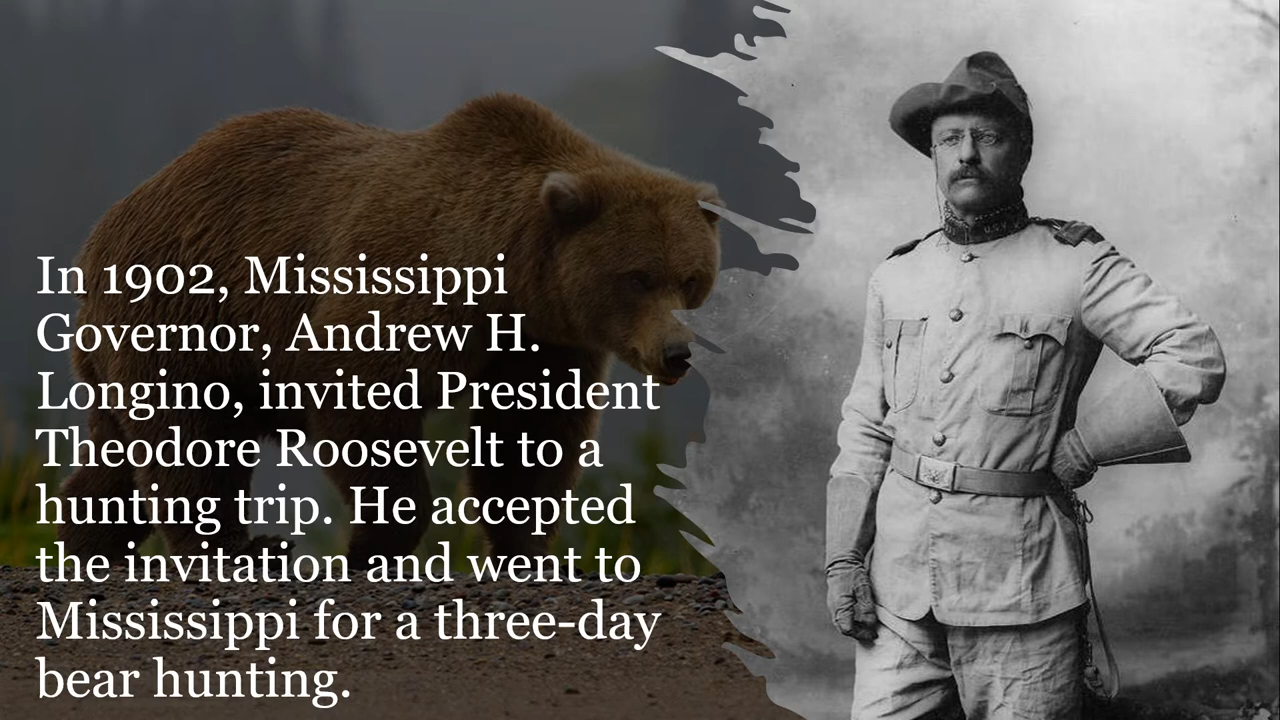 In 1902, Mississippi
Governor, Andrew H.
Longino, invited President
Theodore Roosevelt to a
hunting trip. He accepted
the invitation and went to
Mississippi for a three-day
bear hunting.